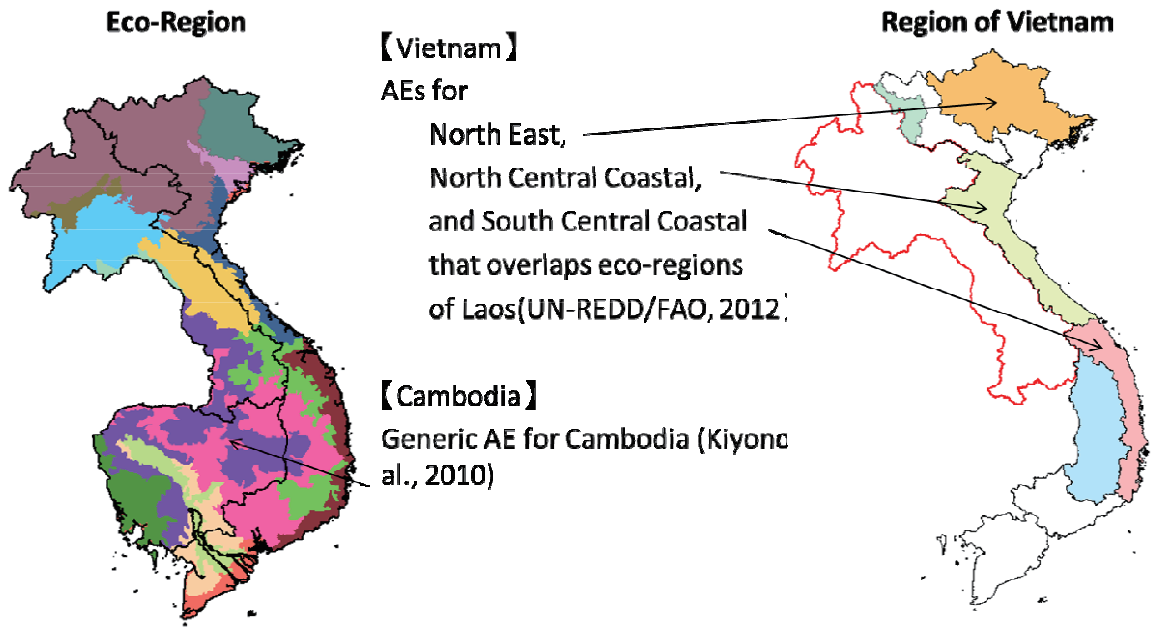 Eco-Region
Region of Vietnam
【Vietnam】
AEs for
North East,
North Central Coastal,
and South Central Coastal
that overlaps eco-regions
of Laos(UN-REDD/FAO, 2012
【Cambodia】
Generic AE for Cambodia (Kiyono
al., 2010)